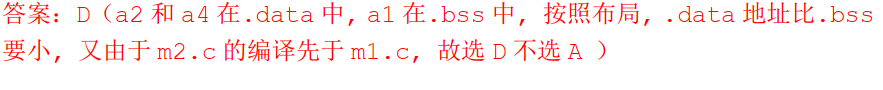 答案：D（a2 和 a4 在.data 中，a1 在.bss 中，按照布局，.data 地址比.bss
要小，又由于 m2.c 的编译先于 m1.c，故选 D 不选 A ）